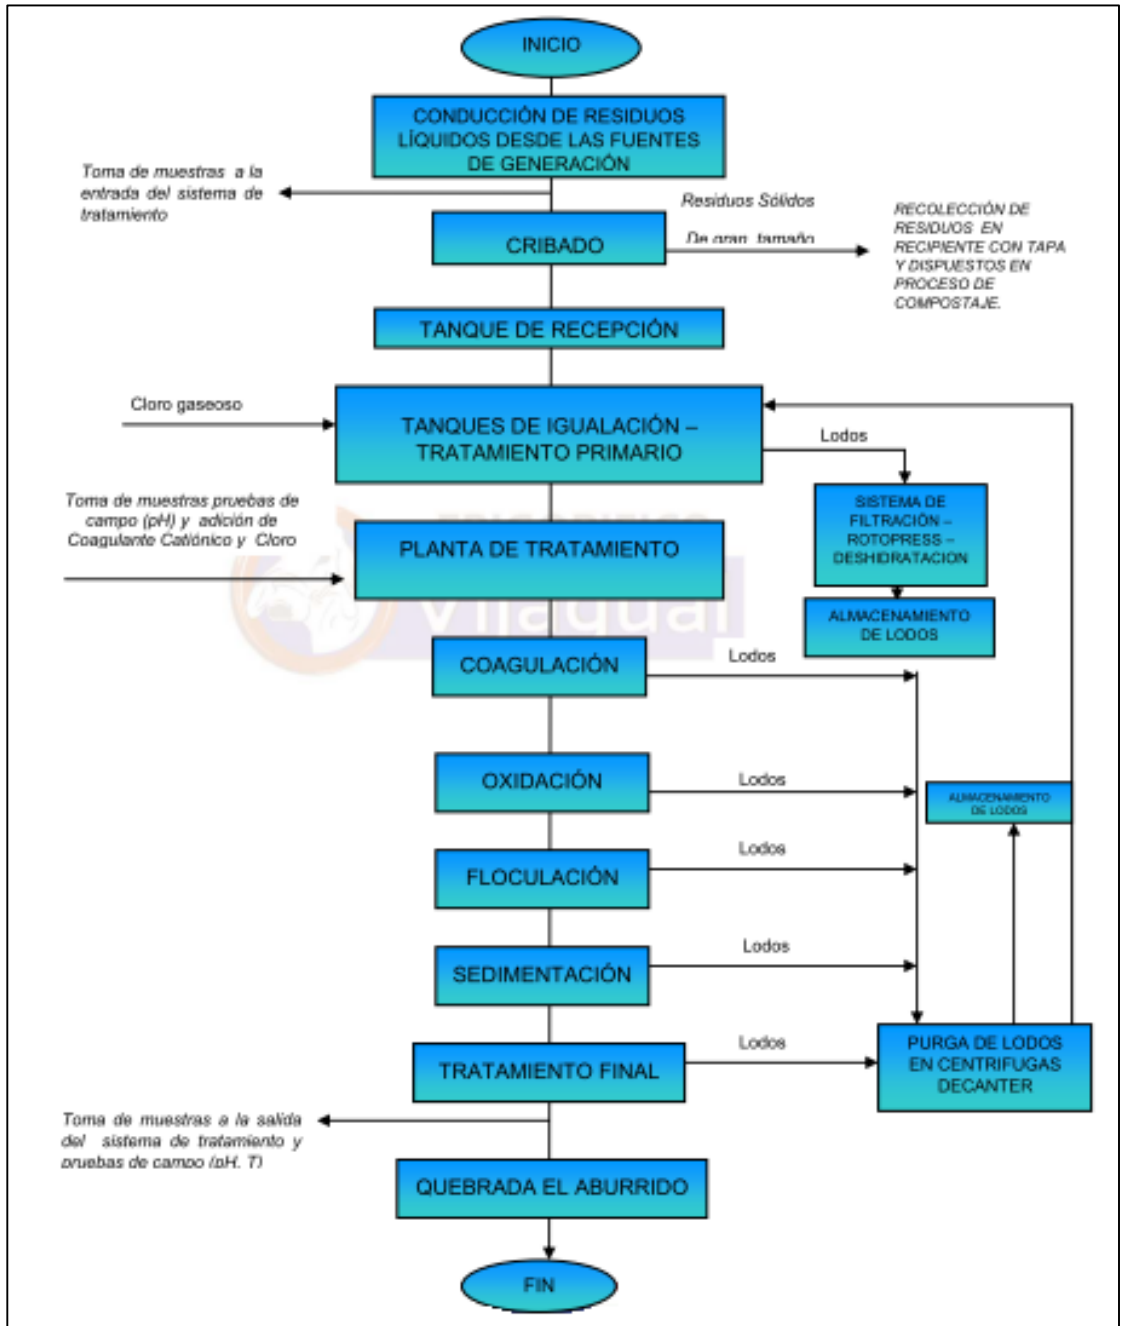 INICIO
CONDUCCIÓN DE RESIDUOS
LÍQUIDOS DESDE LAS FUENTES
DE GENERACIÓN
Toma de muestras a la
entrada del sistema de
tratamiento
Residuos Sólidos
De gran tamaño
CRIBADO
RECOLECCIÓN DE
RESIDUOS EN
RECIPIENTE CON TAPA
Y DISPUESTOS EN
PROCESO DE
COMPOSTAJE.
TANQUE DE RECEPCIÓN
Cloro gaseoso
TANQUES DE IGUALACIÓN –
TRATAMIENTO PRIMARIO
Lodos
Toma de muestras pruebas de
campo (pH) y adición de
Coagulante Catiónico y Cloro
SISTEMA DE
FILTRACIÓN –
ROTOPRESS –
DESHIDRATACION
PLANTA DE TRATAMIENTO
Vijagual
ALMACENAMIENTO
DE LODOS
COAGULACIÓN
Lodos
OXIDACIÓN
Lodos
ALMACENAMIENTO
DE LODOS
FLOCULACIÓN
Lodos
SEDIMENTACIÓN
Lodos
TRATAMIENTO FINAL
Lodos
PURGA DE LODOS
EN CENTRIFUGAS
DECANTER
Toma de muestras a la salida
del sistema de tratamiento y
pruebas de campo (pH, T)
QUEBRADA EL ABURRIDO
FIN